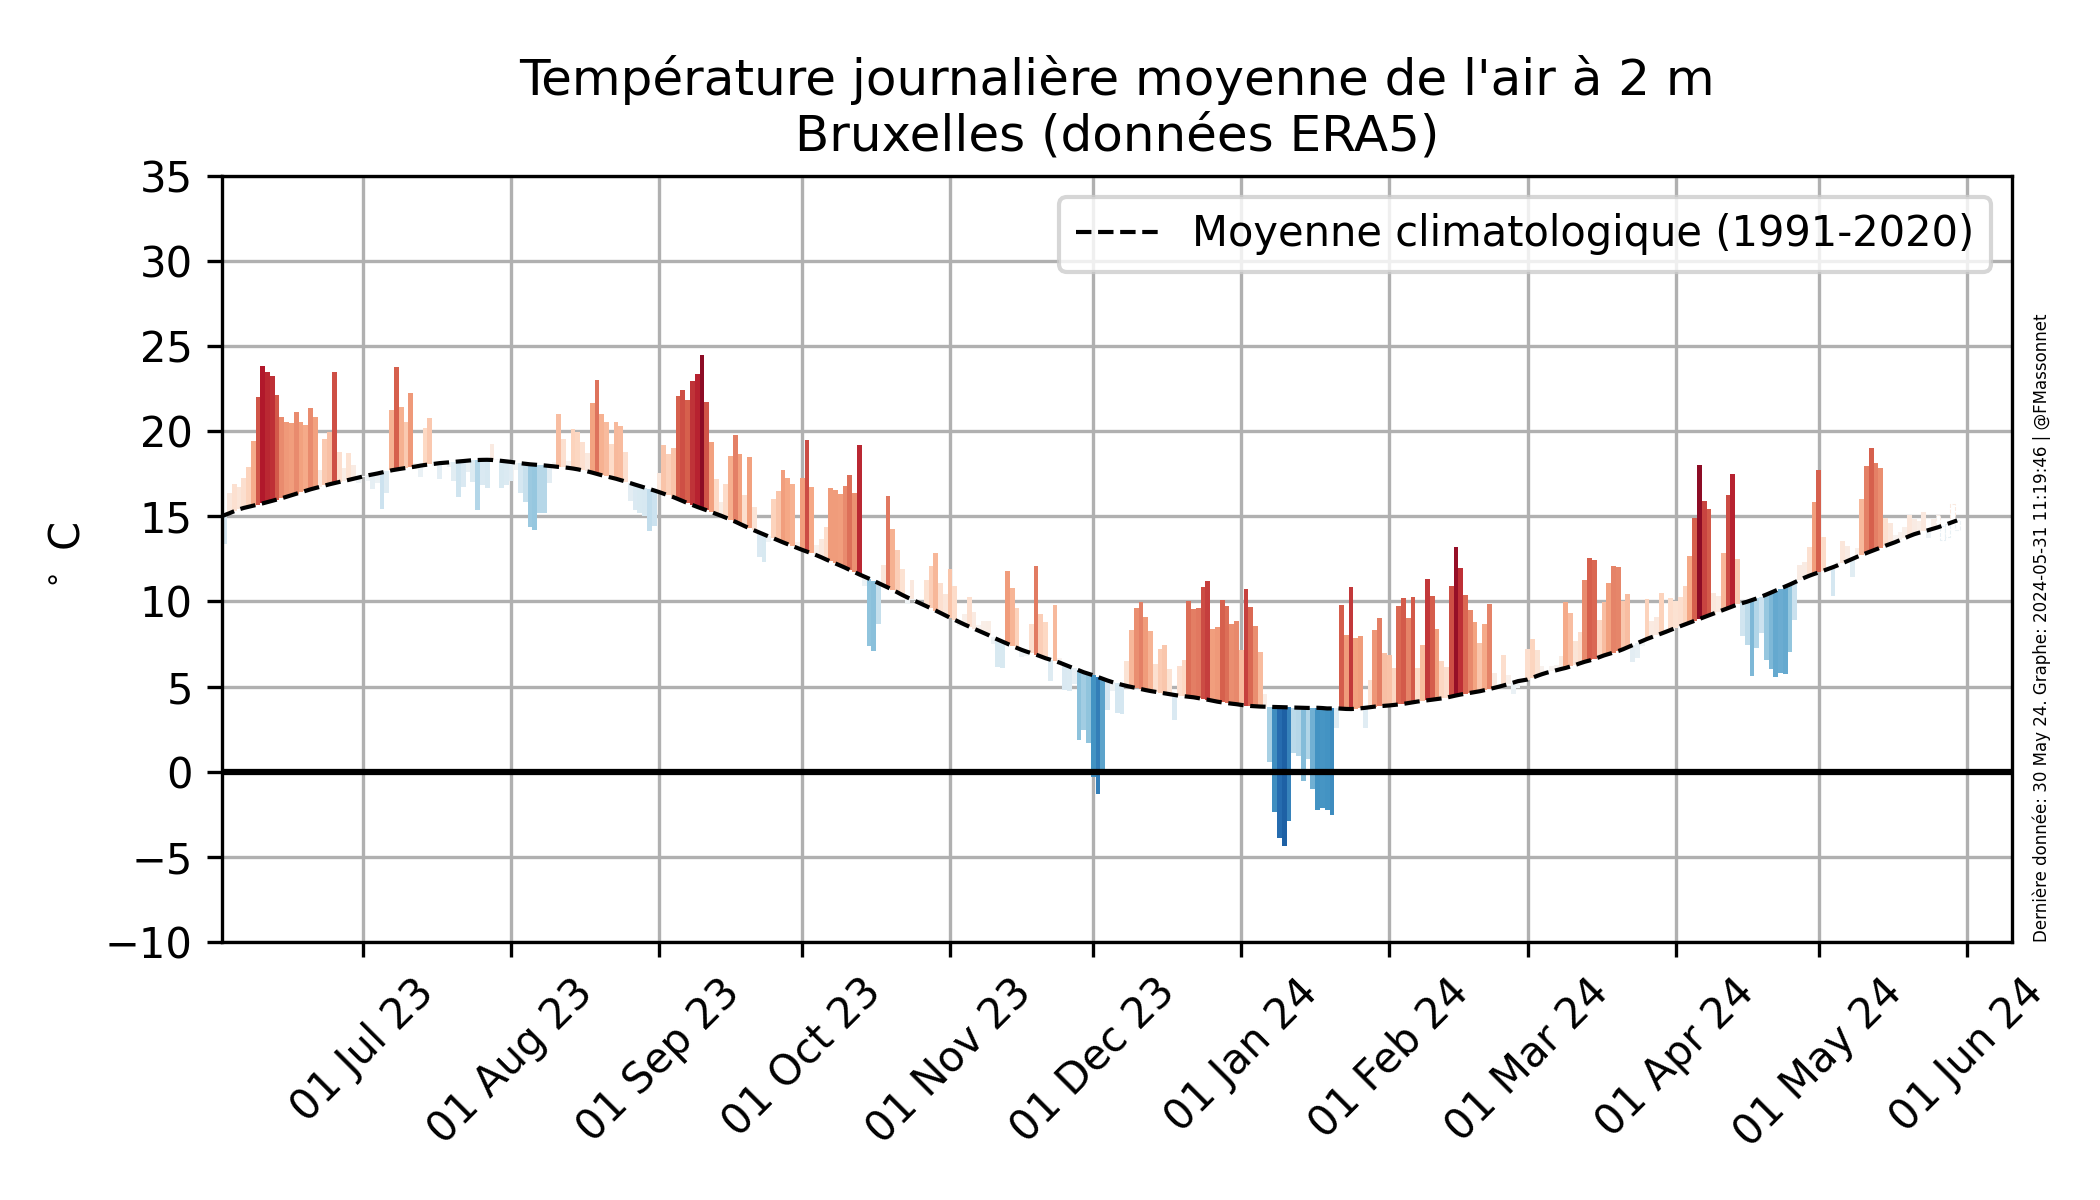 Température journalière moyenne de l'air à 2 m
Bruxelles (données ERA5)
Moyenne climatologique (1991-2020)
35
30
25
20
15
10
5
0
−5
−10
° C
01 Jul 23
01 Aug 23
01 Sep 23
01 Oct 23
01 Nov 23
01 Dec 23
01 Jan 24
01 Feb 24
01 Mar 24
01 Apr 24
01 May 24
01 Jun 24
Dernière donnée: 30 May 24. Graphe: 2024-05-31 11:19:46 | @FMassonnet